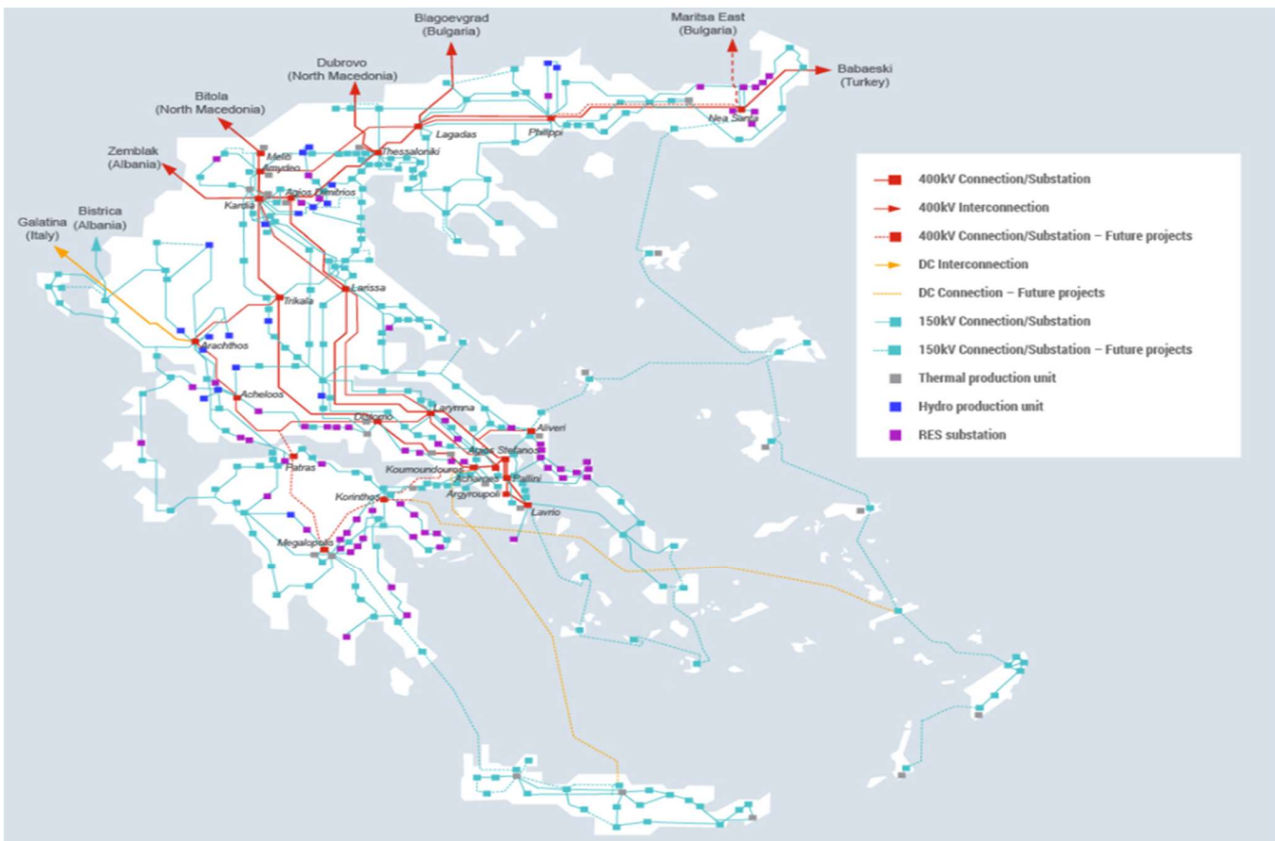 Blagoevgrad
(Bulgaria)
Maritsa East
(Bulgaria)
Dubrovo
(North Macedonia)
Babaeski
(Turkey)
Bitola
(North Macedonia)
Zemblak
(Albania)
Bistrica
(Albania)
Galatina
(Italy)
Lagadas
Philippi
Nea Santa
Thessaloniki
Meliti
Amydeo
Agios Dimitrios
Kardia
Larissa
Trikala
Arachthos
Acheloos
Larymna
Distomo
Aliveri
Agios Stefanos
Koumoundouros
Acharnes
Pallini
Argyroupoli
Lavrio
Patras
Korinthos
Megalopolis
400kV Connection/Substation
400kV Interconnection
400kV Connection/Substation – Future projects
DC Interconnection
DC Connection – Future projects
150kV Connection/Substation
150kV Connection/Substation – Future projects
Thermal production unit
Hydro production unit
RES substation